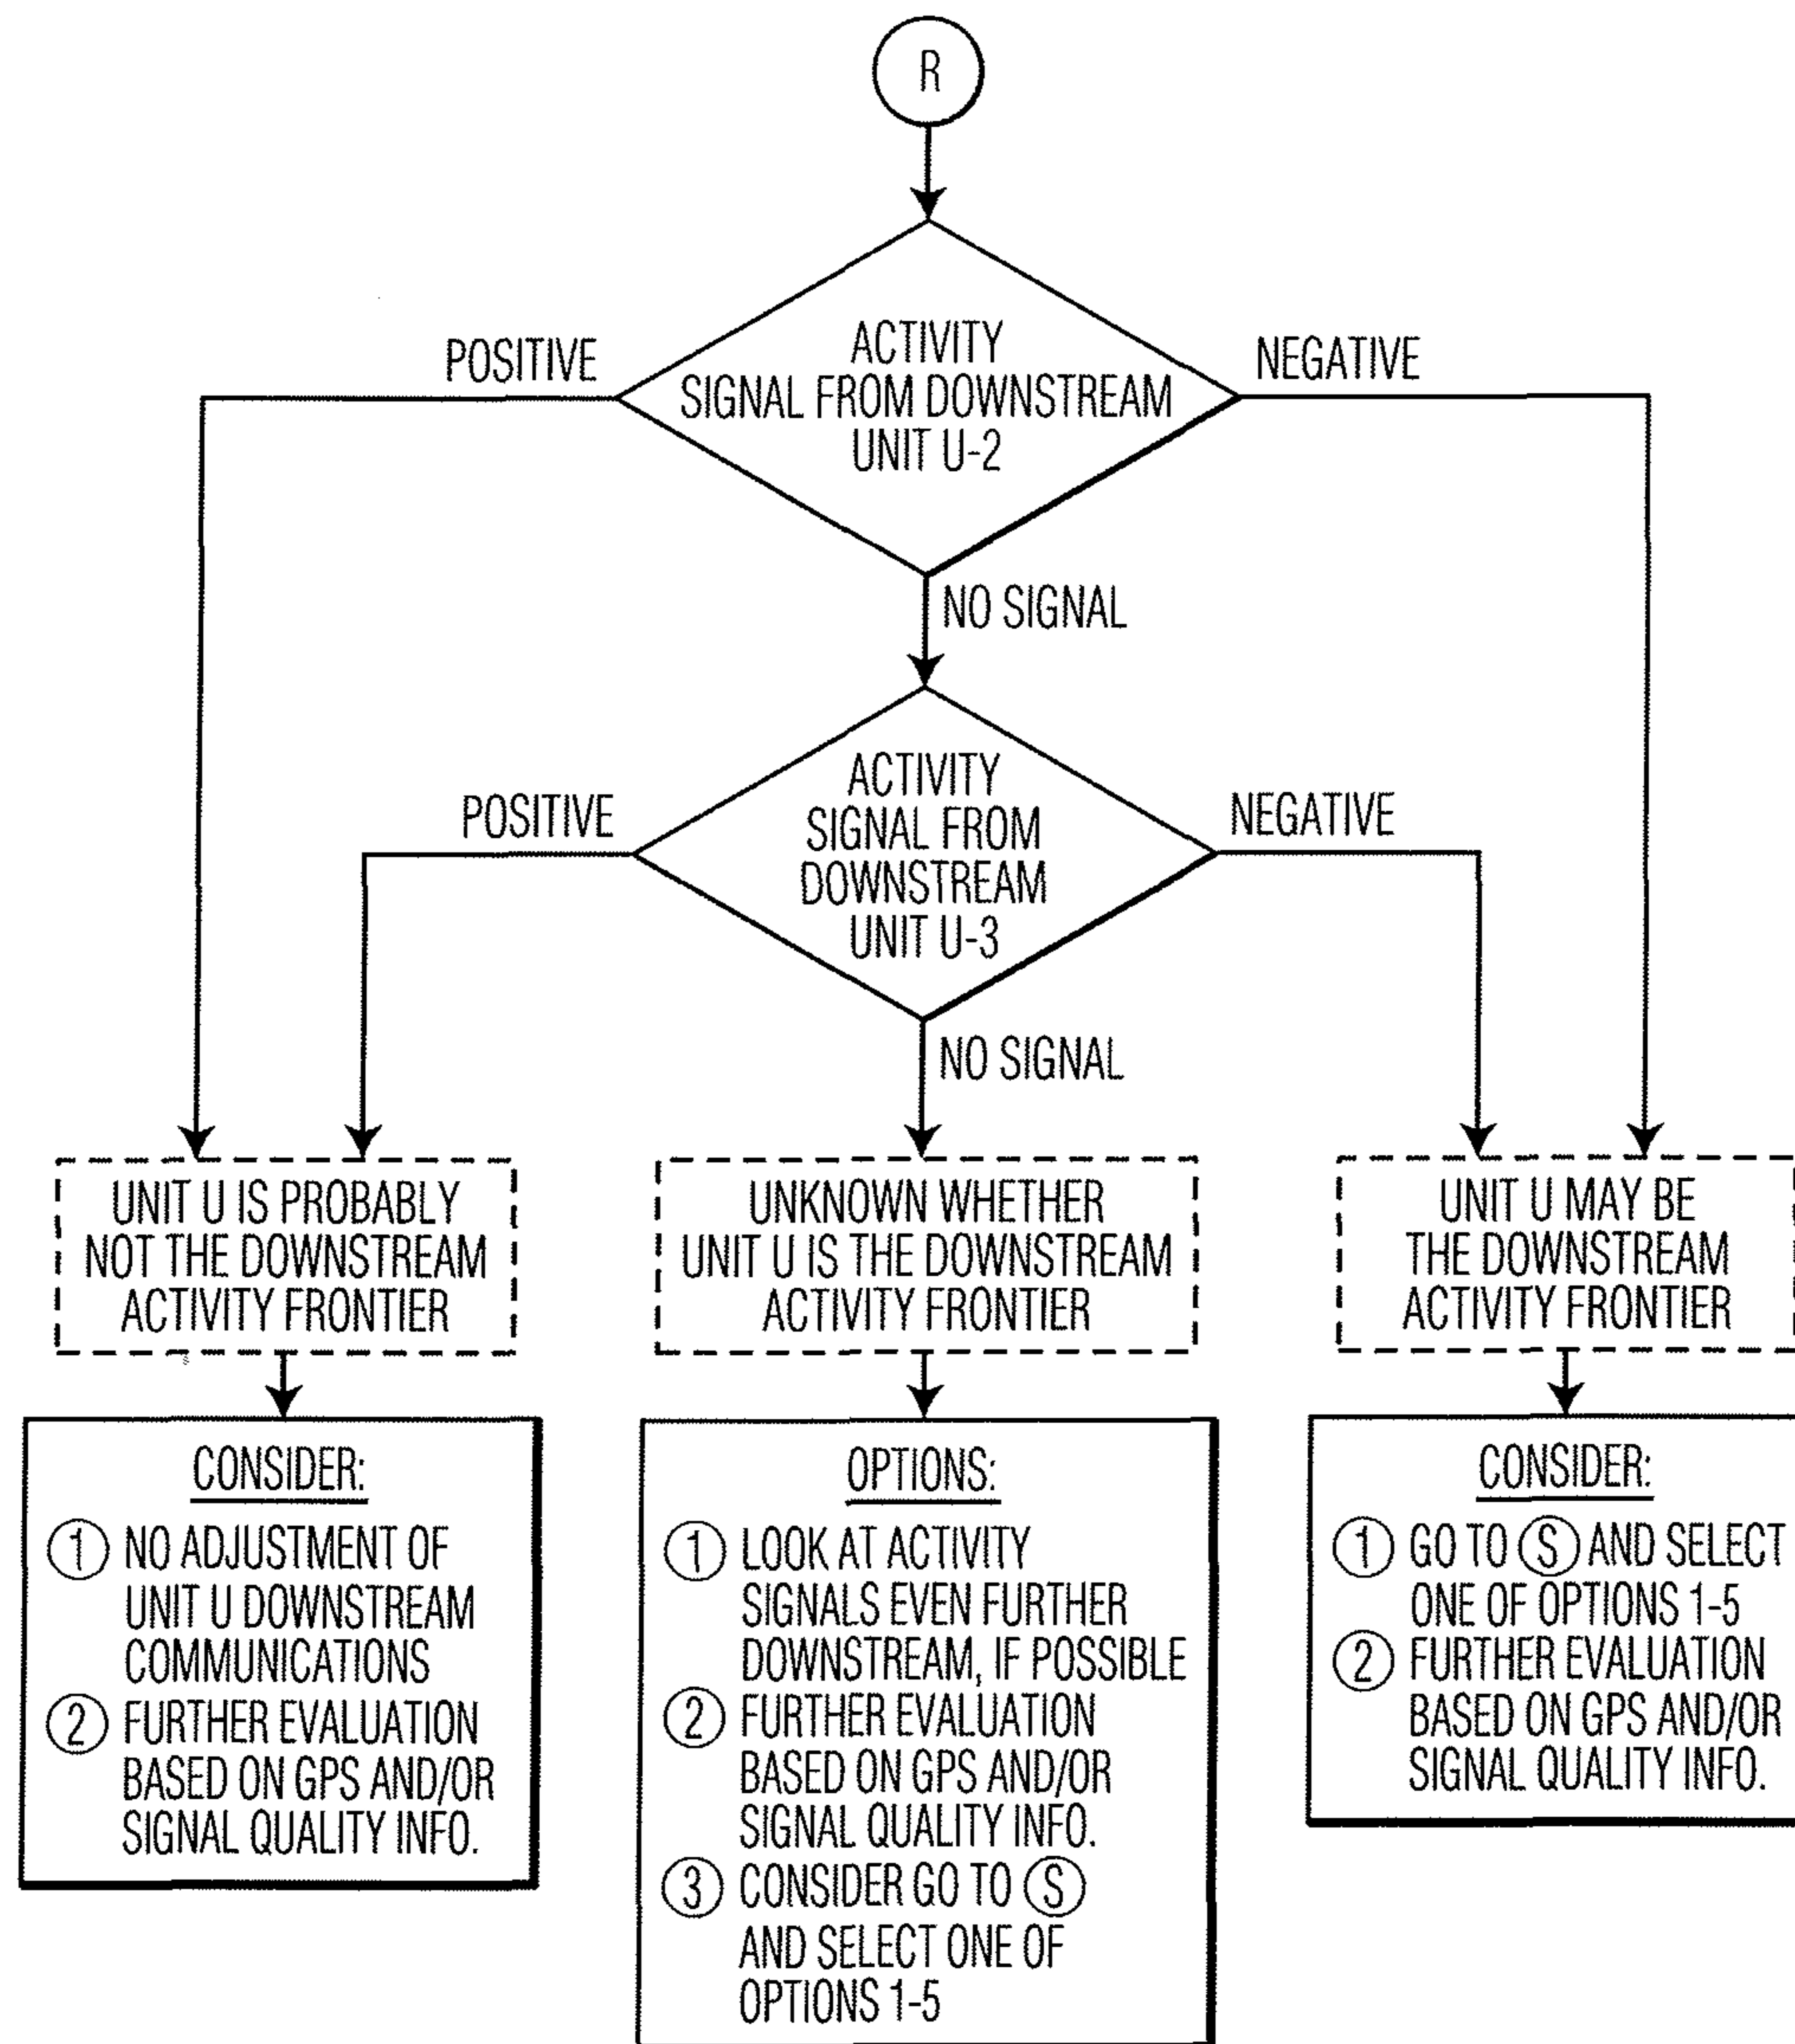 R
ACTIVITY
SIGNAL FROM DOWNSTREAM
UNIT U-2
POSITIVE
NEGATIVE
NO SIGNAL
ACTIVITY
SIGNAL FROM
DOWNSTREAM
UNIT U-3
POSITIVE
NEGATIVE
NO SIGNAL
UNIT U IS PROBABLY
NOT THE DOWNSTREAM
ACTIVITY FRONTIER
UNKNOWN WHETHER
UNIT U IS THE DOWNSTREAM
ACTIVITY FRONTIER
UNIT U MAY BE
THE DOWNSTREAM
ACTIVITY FRONTIER
CONSIDER:
1 NO ADJUSTMENT OF
UNIT U DOWNSTREAM
COMMUNICATIONS
2 FURTHER EVALUATION
BASED ON GPS AND/OR
SIGNAL QUALITY INFO.
OPTIONS:
1 LOOK AT ACTIVITY
SIGNALS EVEN FURTHER
DOWNSTREAM, IF POSSIBLE
2 FURTHER EVALUATION
BASED ON GPS AND/OR
SIGNAL QUALITY INFO.
3 CONSIDER GO TO S
AND SELECT ONE OF
OPTIONS 1-5
CONSIDER:
1 GO TO S AND SELECT
ONE OF OPTIONS 1-5
2 FURTHER EVALUATION
BASED ON GPS AND/OR
SIGNAL QUALITY INFO.